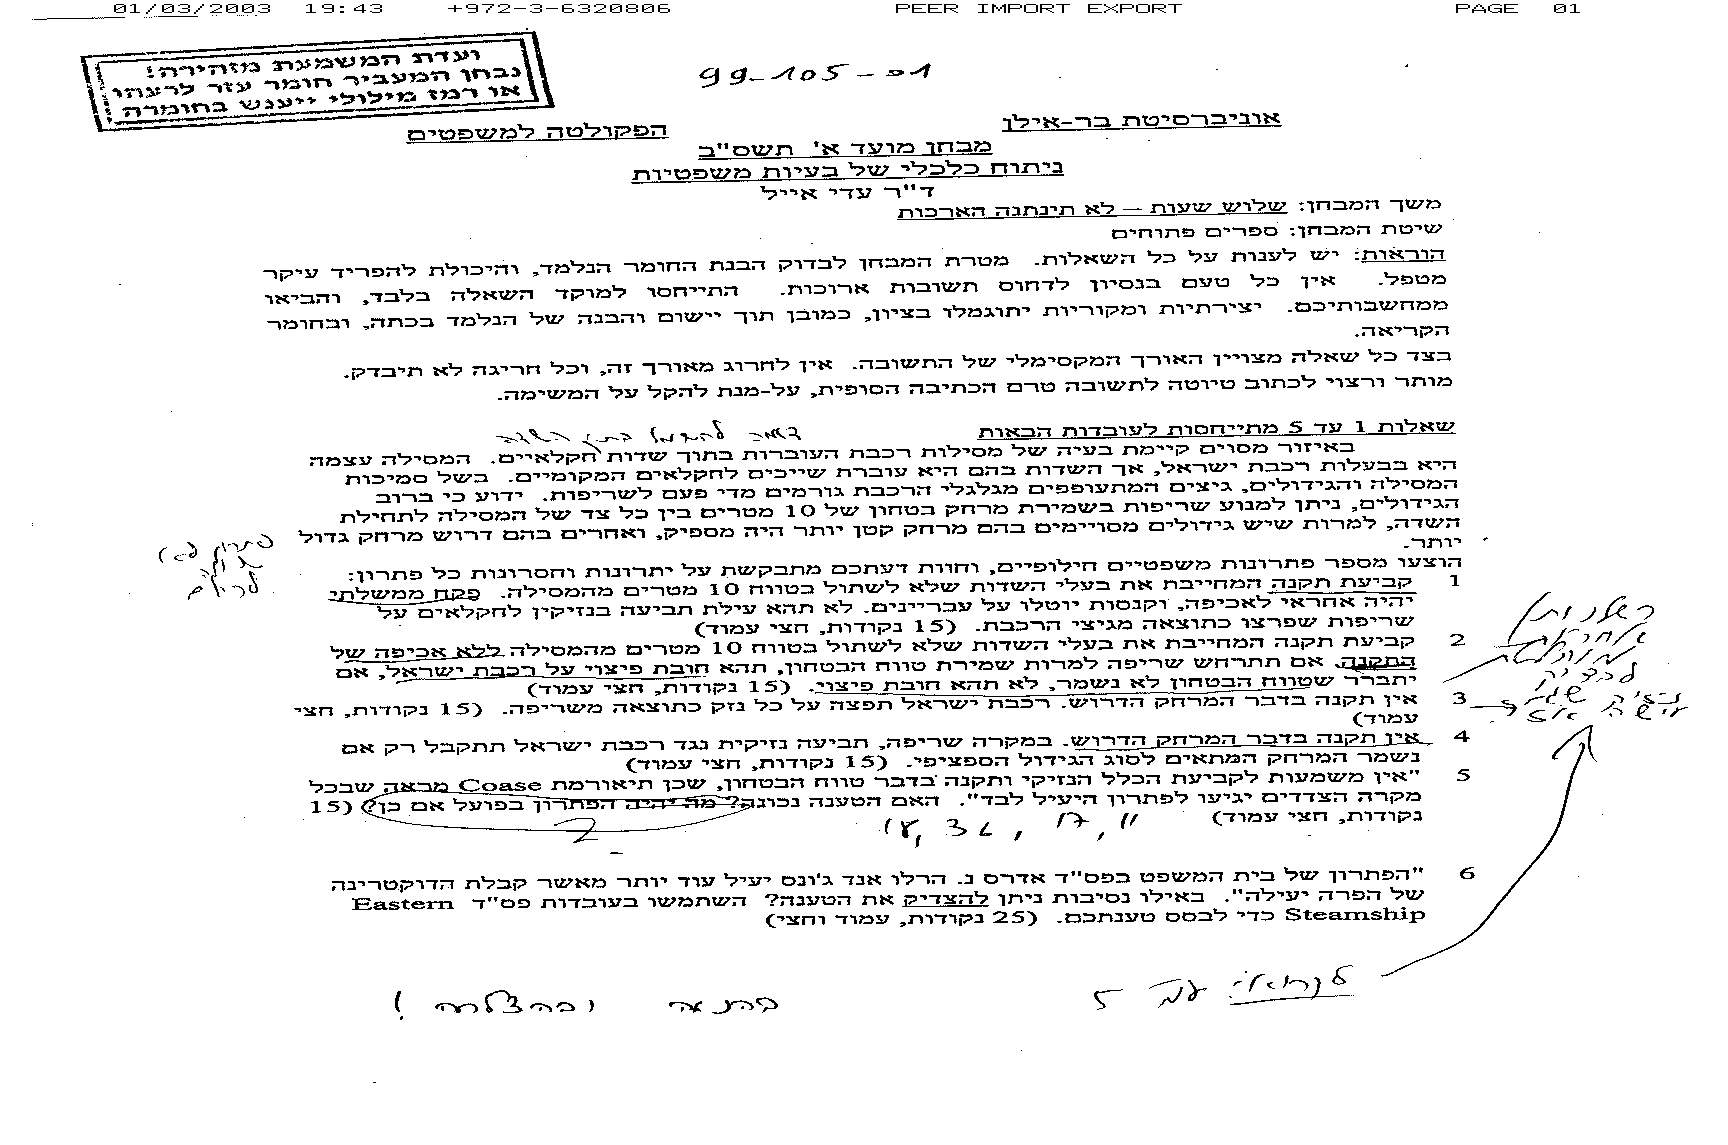 01/03/2003 19:43 +972-3-6320806 PEER IMPORT EXPORT PAGE 01
ועדת המשמעת מזהירה!
נבחן המעביר חומר עזר לרעהו
או רמז מילולי ייענש בחומרה!
99-105-01
אוניברסיטת בר-אילן הפקולטה למשפטים
מבחן מועד א' תשס"ב
ניתוח כלכלי של בעיות משפטיות
ד"ר עדי אייל
משך המבחן: שלוש שעות – לא תינתנה הארכות
שיטת המבחן: ספרים פתוחים
הוראות: יש לענות על כל השאלות. מטרת המבחן לבדוק הבנת החומר הנלמד, והיכולת להפריד עיקר
מטפל. אין כל טעם בנסיון לדחוס תשובות ארוכות. התייחסו למוקד השאלה בלבד, והביאו
ממחשבותיכם. יצירתיות ומקוריות יתוגמלו בציון, כמובן תוך יישום והבנה של הנלמד בכתה, ובחומר
הקריאה.
בצד כל שאלה מצויין האורך המקסימלי של התשובה. אין לחרוג מאורך זה, וכל חריגה לא תיבדק.
מותר ורצוי לכתוב טיוטה לתשובה טרם הכתיבה הסופית, על-מנת להקל על המשימה.
שאלות 1 עד 5 מתייחסות לעובדות הבאות
באיזור מסוים קיימת בעיה של מסילות רכבת העוברות בתוך שדות חקלאיים. המסילה עצמה
היא בבעלות רכבת ישראל, אך השדות בהם היא עוברת שייכים לחקלאים המקומיים. בשל סמיכות
המסילה והגידולים, גיצים המתעופפים מגלגלי הרכבת גורמים מדי פעם לשריפות. ידוע כי ברוב
הגידולים, ניתן למנוע שריפות בשמירת מרחק בטחון של 10 מטרים בין כל צד של המסילה לתחילת
השדה, למרות שיש גידולים מסויימים בהם מרחק קטן יותר היה מספיק, ואחרים בהם דרוש מרחק גדול
יותר.
הוצעו מספר פתרונות משפטיים חילופיים, וחוות דעתכם מתבקשת על יתרונות וחסרונות כל פתרון:
1 קביעת תקנה המחייבת את בעלי השדות שלא לשתול בטווח 10 מטרים מהמסילה. פקח ממשלתי
יהיה אחראי לאכיפה, וקנסות יוטלו על עבריינים. לא תהא עילת תביעה בנזיקין לחקלאים על
שריפות שפרצו כתוצאה מגיצי הרכבת. (15 נקודות, חצי עמוד)
2 קביעת תקנה המחייבת את בעלי השדות שלא לשתול בטווח 10 מטרים מהמסילה ללא אכיפה של
התקנה. אם תתרחש שריפה למרות שמירת טווח הבטחון, תהא חובת פיצוי על רכבת ישראל, אם
יתברר שטווח הבטחון לא נשמר, לא תהא חובת פיצוי. (15 נקודות, חצי עמוד)
3 אין תקנה בדבר המרחק הדרוש. רכבת ישראל תפצה על כל נזק כתוצאה משריפה. (15 נקודות, חצי
עמוד)
4 אין תקנה בדבר המרחק הדרוש. במקרה שריפה, תביעה נזיקית נגד רכבת ישראל תתקבל רק אם
נשמר המרחק המתאים לסוג הגידול הספציפי. (15 נקודות, חצי עמוד)
5 "אין משמעות לקביעת הכלל הנזיקי ותקנה בדבר טווח הבטחון, שכן תיאורמת Coase מראה שבכל
מקרה הצדדים יגיעו לפתרון היעיל לבד". האם הטענה נכונה? מה יהיה הפתרון בפועל אם כן? (15
נקודות, חצי עמוד)
6 "הפתרון של בית המשפט בפס"ד אדרס נ. הרלו אנד ג'ונס יעיל עוד יותר מאשר קבלת הדוקטרינה
של הפרה יעילה". באילו נסיבות ניתן להצדיק את הטענה? השתמשו בעובדות פס"ד Eastern
Steamship כדי לבסס טענתכם. (25 נקודות, עמוד וחצי)
בהנאה ובהצלחה!